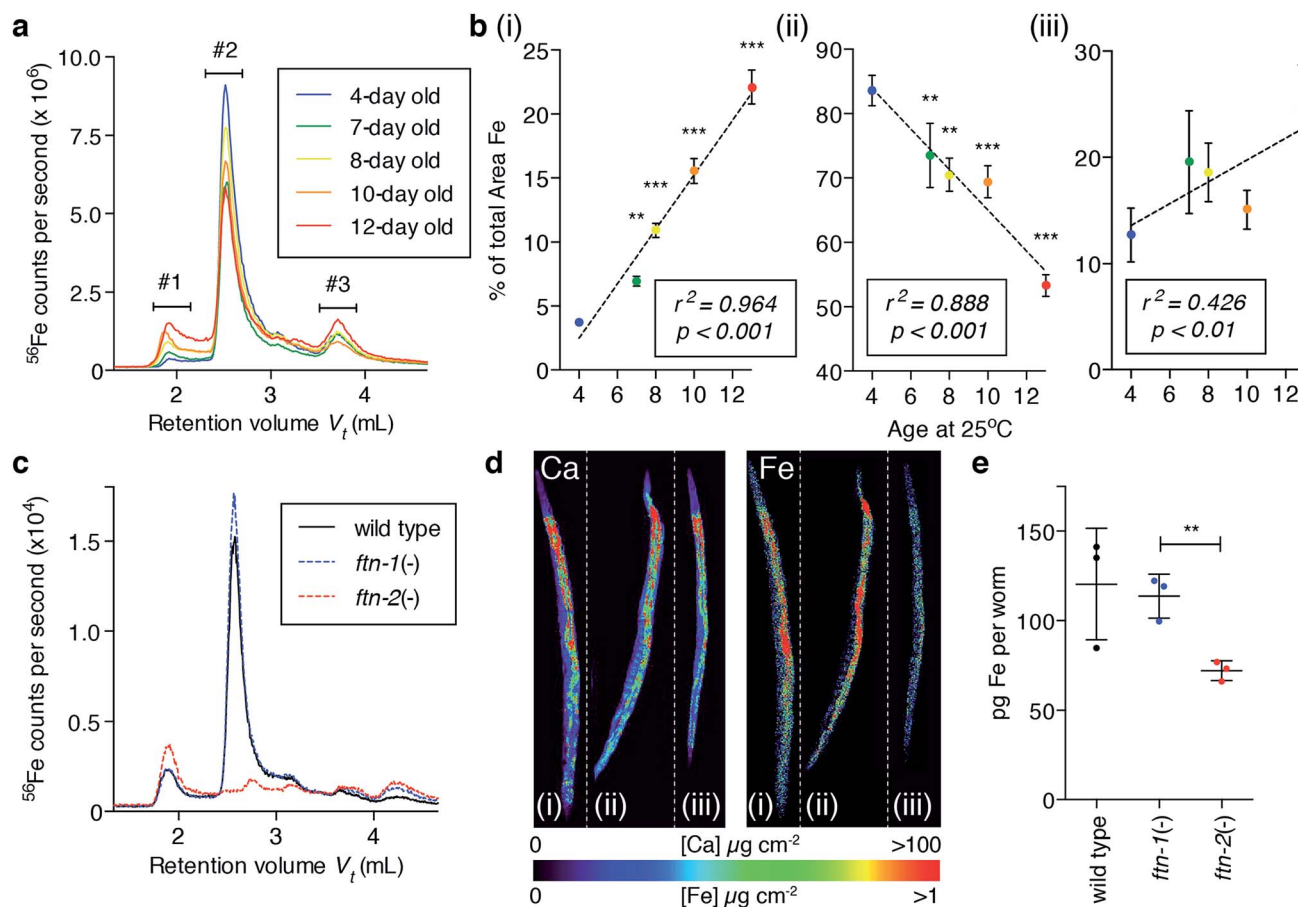 a
⁵⁶Fe counts per second (x 10⁶)
10.0
7.5
5.0
2.5
0
2
3
4
Retention volume Vt (mL)
#1
#2
#3
4-day old
7-day old
8-day old
10-day old
12-day old
b (i)
% of total Area Fe
25
20
15
10
5
0
4 6 8 10 12
**
***
***
***
r² = 0.964
p < 0.001
(ii)
90
80
70
60
50
40
4 6 8 10 12
**
**
***
***
r² = 0.888
p < 0.001
Age at 25°C
(iii)
30
20
10
0
4 6 8 10 12
r² = 0.426
p < 0.01
c
⁵⁶Fe counts per second (x10⁴)
1.5
1.0
0.5
0
2
3
4
Retention volume Vt (mL)
wild type
ftn-1(-)
ftn-2(-)
d
Ca
(i)
(ii)
(iii)
Fe
(i)
(ii)
(iii)
0 [Ca] µg cm⁻² >100
0 [Fe] µg cm⁻² >1
e
pg Fe per worm
150
100
50
0
**
wild type
ftn-1(-)
ftn-2(-)